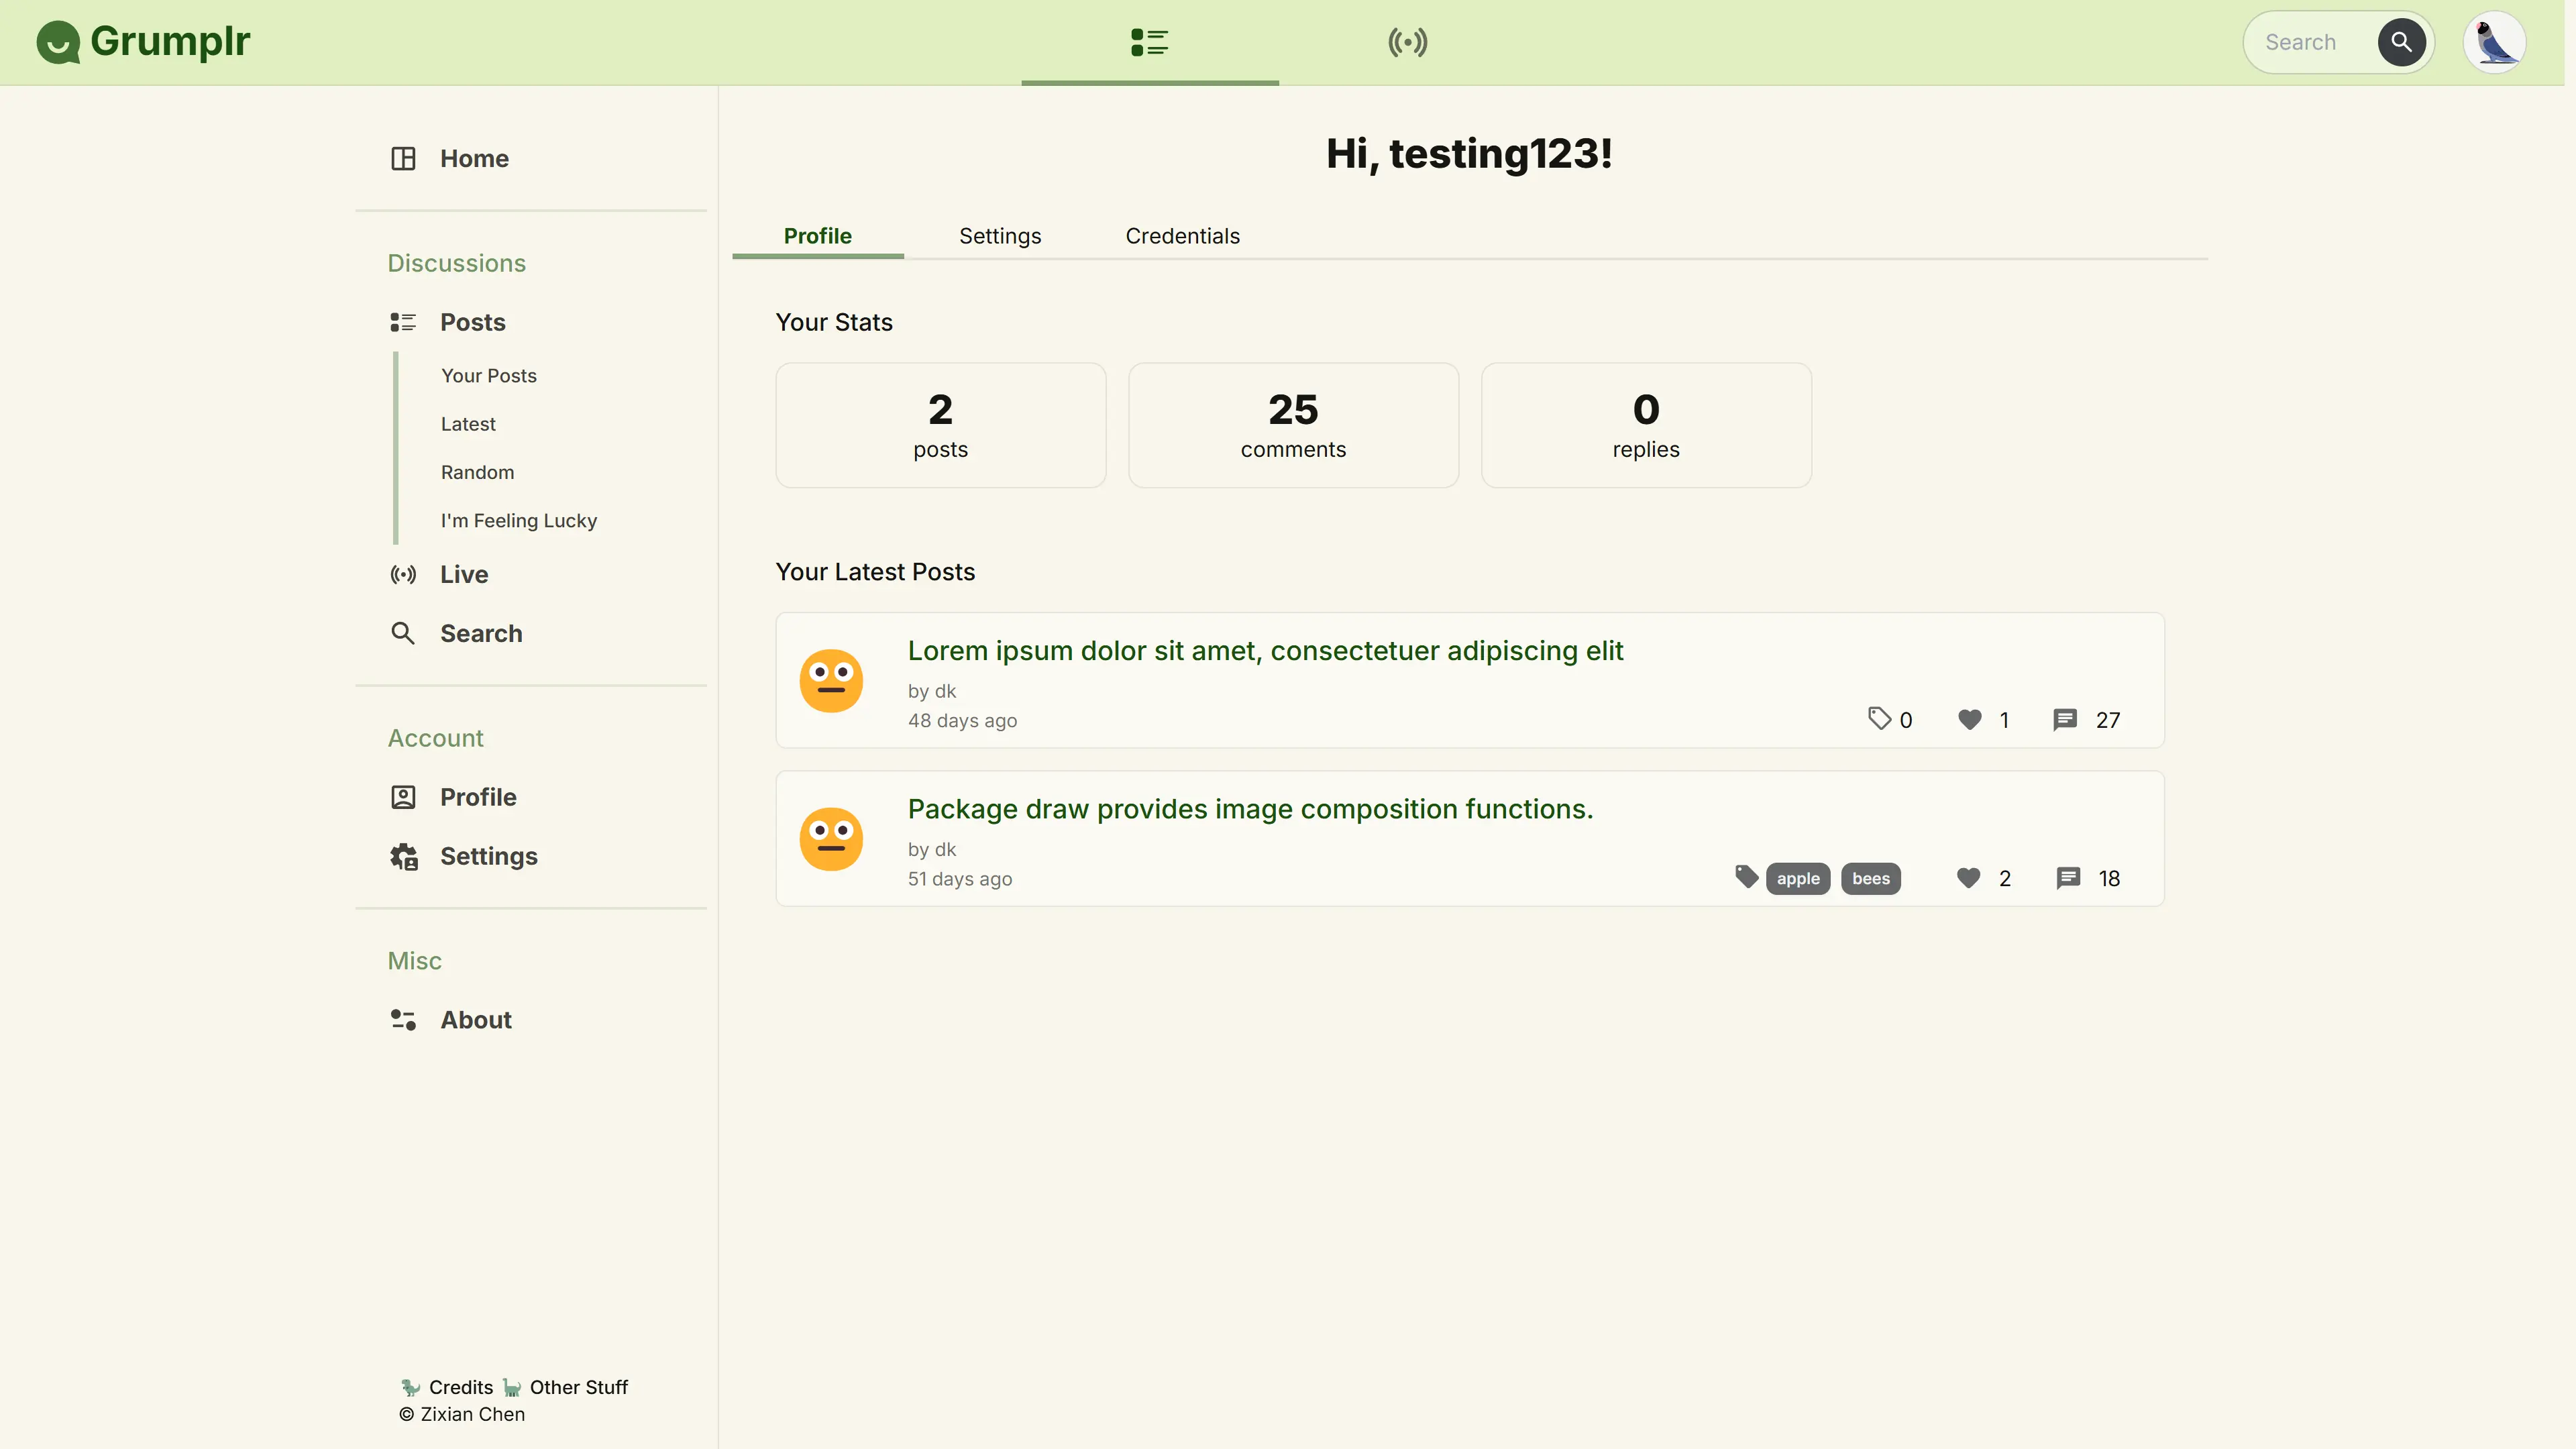 Grumplr
Search
Home
Discussions
Posts
Your Posts
Latest
Random
I'm Feeling Lucky
Live
Search
Account
Profile
Settings
Misc
About
Credits Other Stuff
© Zixian Chen
Hi, testing123!
Profile Settings Credentials
Your Stats
2
posts
25
comments
0
replies
Your Latest Posts
Lorem ipsum dolor sit amet, consectetuer adipiscing elit
by dk
48 days ago
0 1 27
Package draw provides image composition functions.
by dk
51 days ago
apple bees 2 18